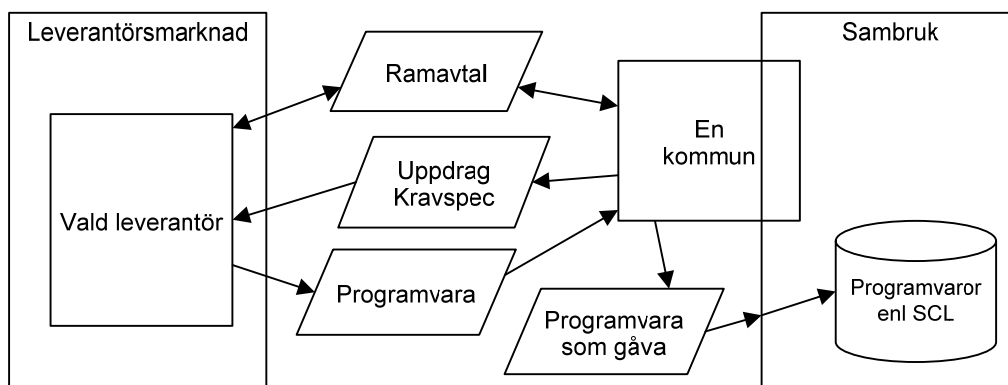 Leverantörsmarknad
Sambruk
Ramavtal
En
kommun
Uppdrag
Kravspec
Vald leverantör
Programvara
Programvara
som gåva
Programvaror
enl SCL